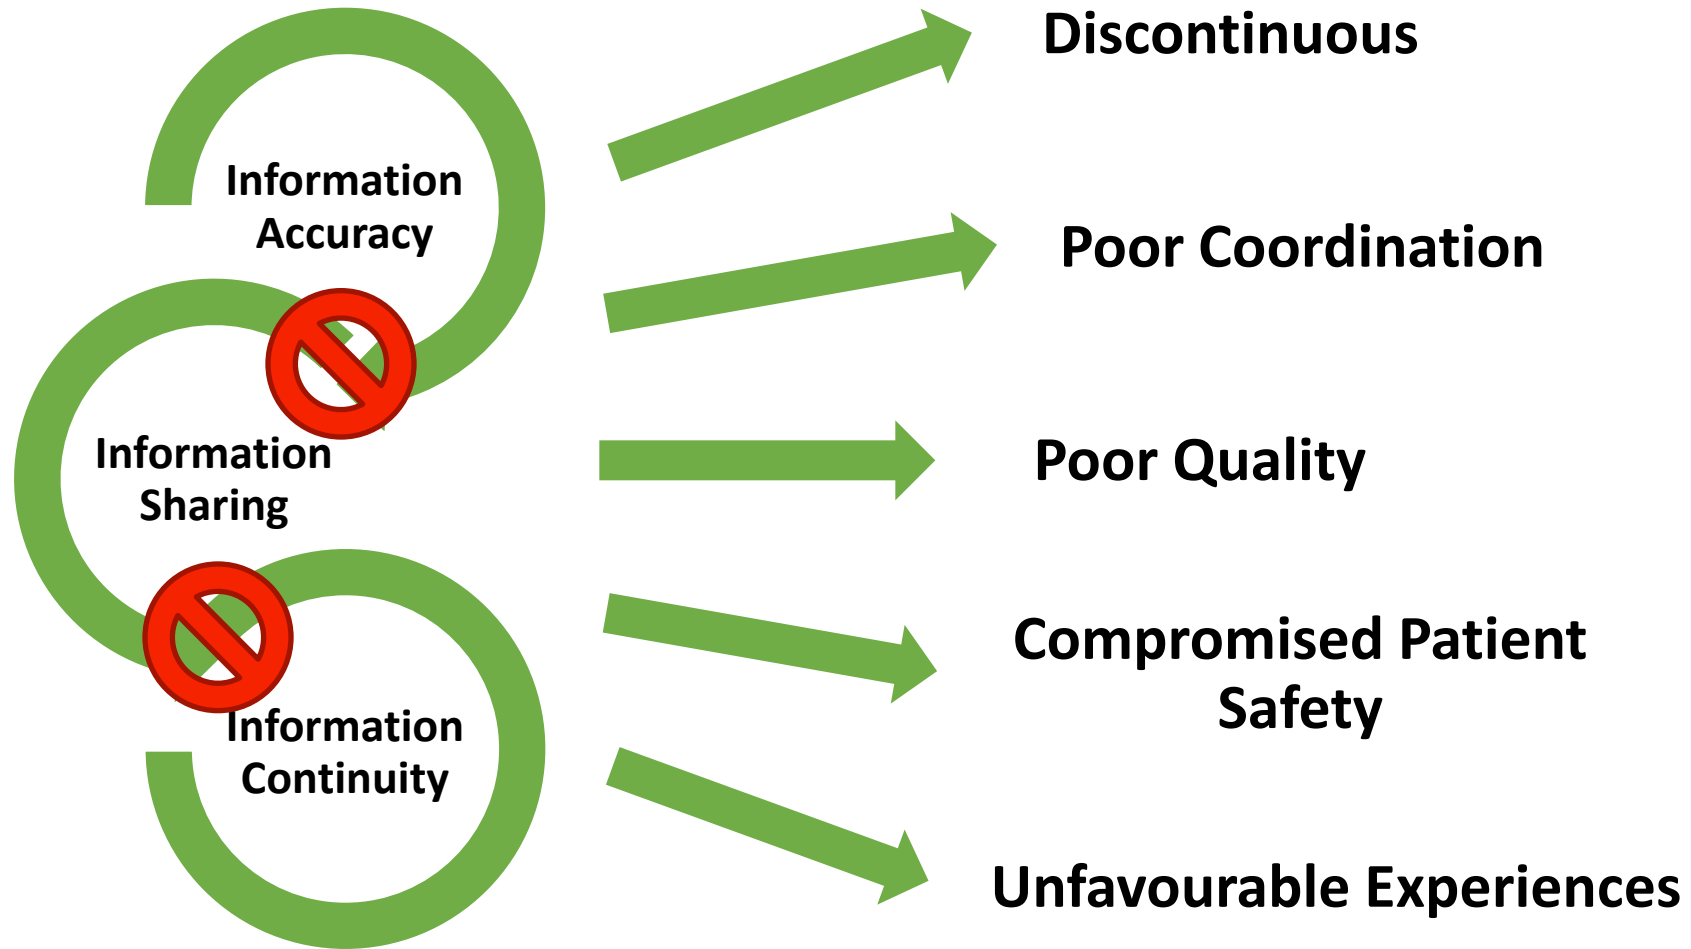 Information
Accuracy
Information
Sharing
Information
Continuity
Discontinuous
Poor Coordination
Poor Quality
Compromised Patient
Safety
Unfavourable Experiences